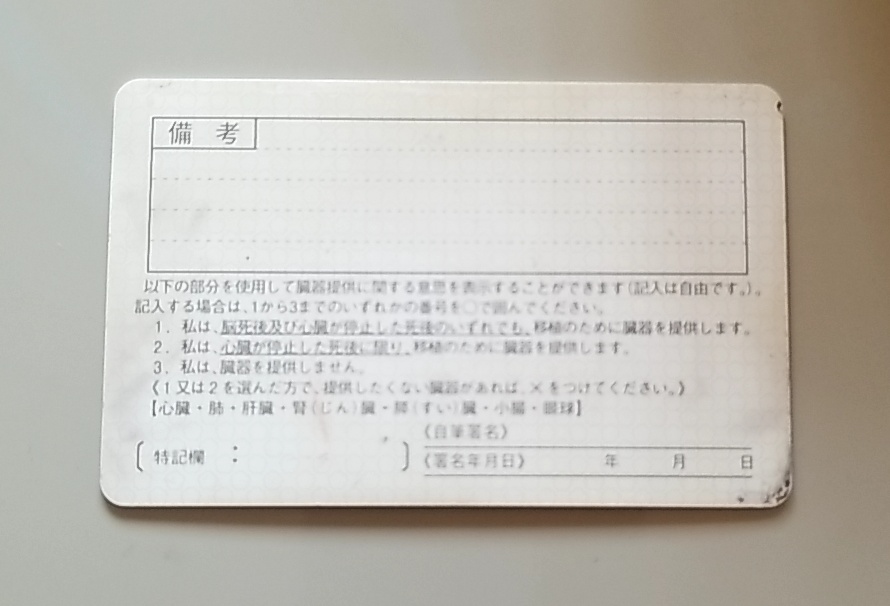 備考
以下の部分を使用して臓器提供に関する意思を表示することができます(記入は自由です。)。
記入する場合は、1から3までのいずれかの番号を○で囲んでください。
1. 私は、脳死後及び心臓が停止した死後のいずれでも、移植のために臓器を提供します。
2. 私は、心臓が停止した死後に限り、移植のために臓器を提供します。
3. 私は、臓器を提供しません。
《1又は2を選んだ方で、提供したくない臓器があれば、×をつけてください。》
【心臓・肺・肝臓・腎(じん)臓・膵(すい)臓・小腸・眼球】
〔特記欄：　〕
《自筆署名》
《署名年月日》　年　月　日